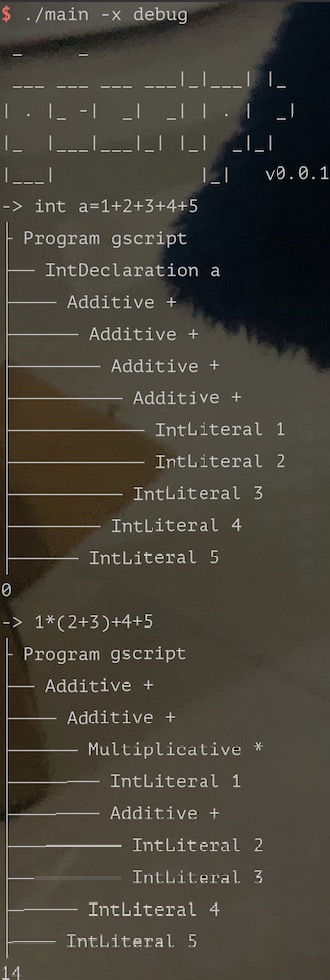 $ ./main -x debug
v0.0.1
-> int a=1+2+3+4+5
Program gscript
IntDeclaration a
Additive +
Additive +
Additive +
Additive +
IntLiteral 1
IntLiteral 2
IntLiteral 3
IntLiteral 4
IntLiteral 5
0
-> 1*(2+3)+4+5
Program gscript
Additive +
Additive +
Multiplicative *
IntLiteral 1
Additive +
IntLiteral 2
IntLiteral 3
IntLiteral 4
IntLiteral 5
14